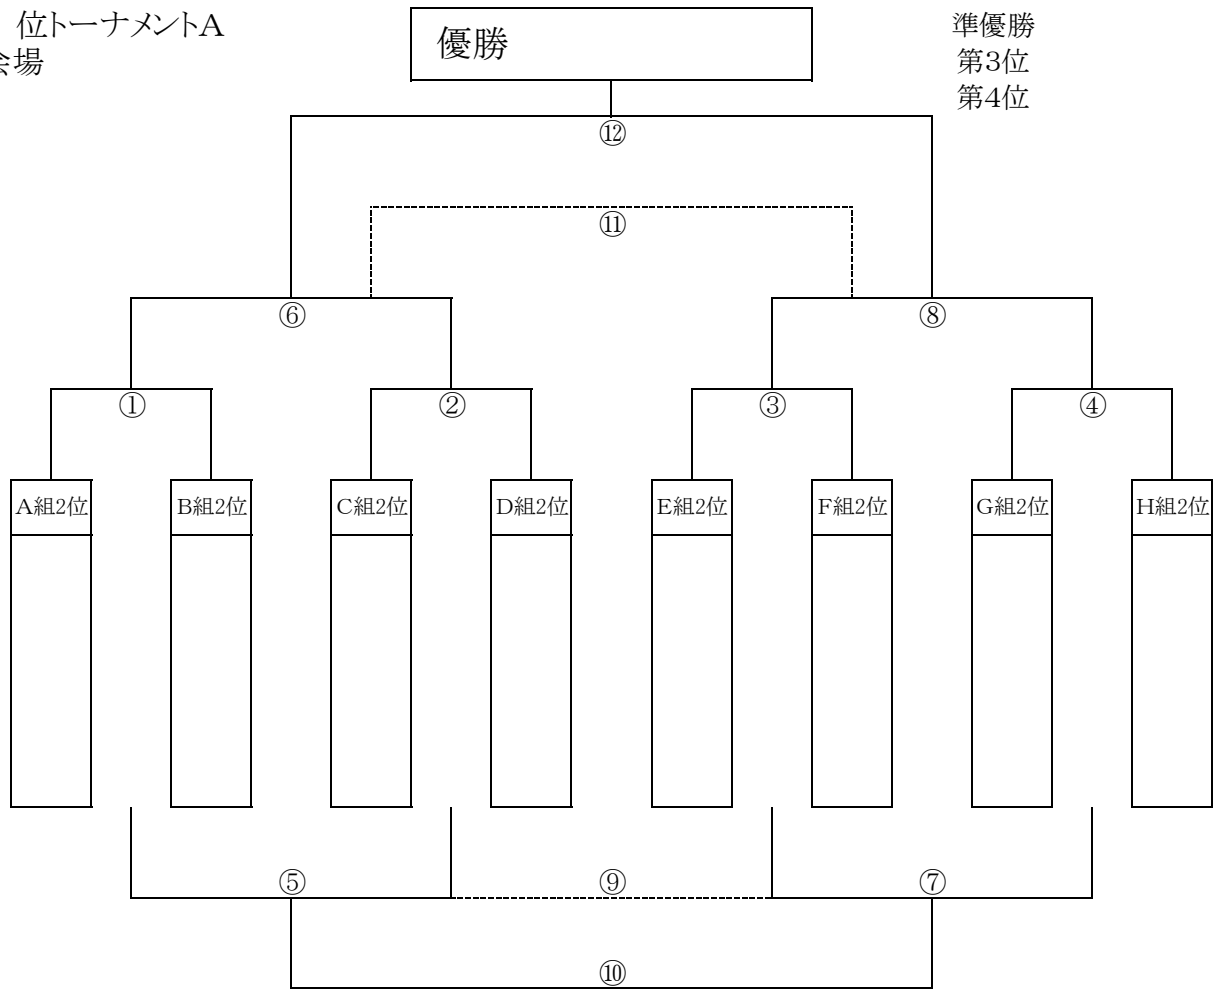 位トーナメントA
会場
優勝
準優勝
第3位
第4位
⑫
⑪
⑥
⑧
①
②
③
④
A組2位
B組2位
C組2位
D組2位
E組2位
F組2位
G組2位
H組2位
⑤
⑨
⑦
⑩